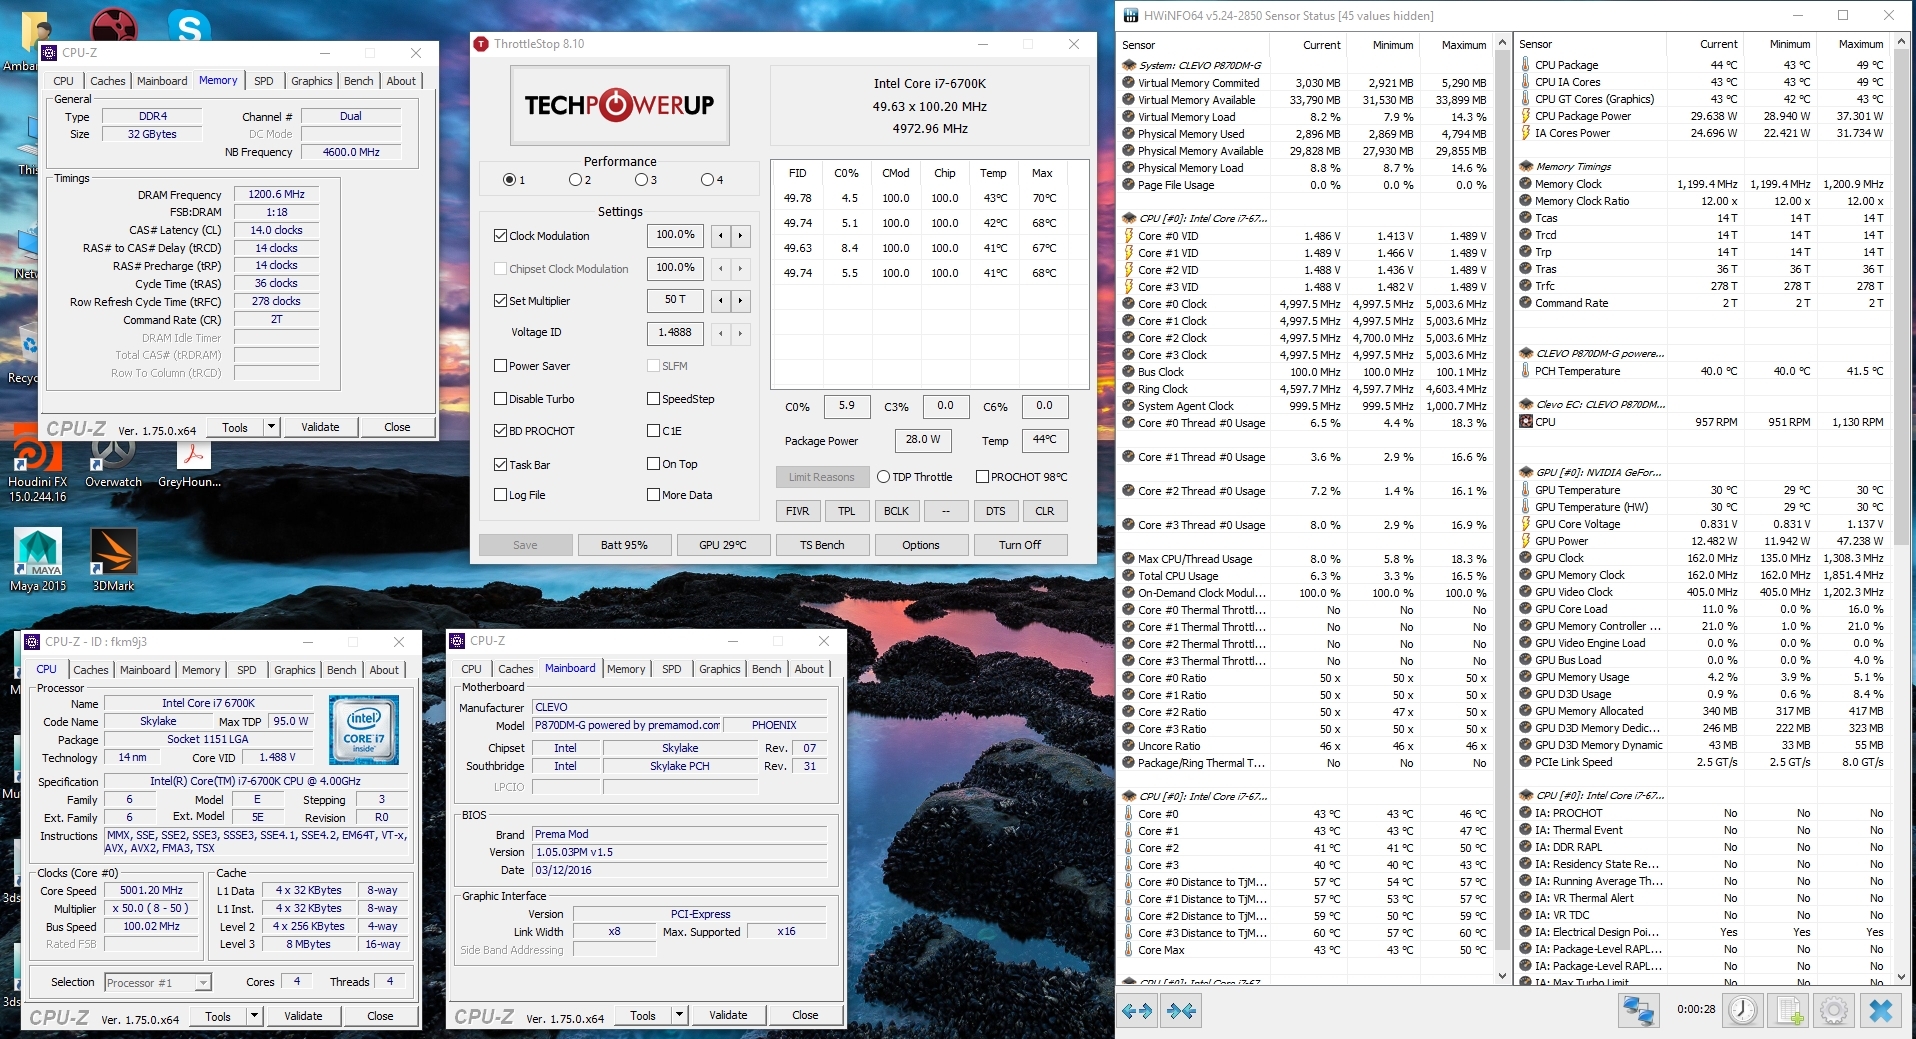 Overwatch
GreyHoun...
Houdini FX
15.0.244.16
Maya 2015
3DMark
CPU-Z
CPU Caches Mainboard Memory SPD Graphics Bench About
General
Type DDR4 Channel # Dual
Size 32 GBytes DC Mode
NB Frequency 4600.0 MHz
Timings
DRAM Frequency 1200.6 MHz
FSB:DRAM 1:18
CAS# Latency (CL) 14.0 clocks
RAS# to CAS# Delay (tRCD) 14 clocks
RAS# Precharge (tRP) 14 clocks
Cycle Time (tRAS) 36 clocks
Row Refresh Cycle Time (tRFC) 278 clocks
Command Rate (CR) 2T
DRAM Idle Timer
Total CAS# (tRDRAM)
Row To Column (tRCD)
CPU-Z Ver. 1.75.0.x64 Tools Validate Close
ThrottleStop 8.10
TECHPOWERUP
Intel Core i7-6700K
49.63 x 100.20 MHz
4972.96 MHz
Performance
1 2 3 4
Settings
Clock Modulation 100.0%
Chipset Clock Modulation 100.0%
Set Multiplier 50 T
Voltage ID 1.4888
Power Saver SLFM
Disable Turbo SpeedStep
BD PROCHOT C1E
Task Bar On Top
Log File More Data
FID C0% CMod Chip Temp Max
49.78 4.5 100.0 100.0 43°C 70°C
49.74 5.1 100.0 100.0 42°C 68°C
49.63 8.4 100.0 100.0 41°C 67°C
49.74 5.5 100.0 100.0 41°C 68°C
C0% 5.9 C3% 0.0 C6% 0.0
Package Power 28.0 W Temp 44°C
Limit Reasons TDP Throttle PROCHOT 98°C
FIVR TPL BCLK -- DTS CLR
Save Batt 95% GPU 29°C TS Bench Options Turn Off
CPU-Z - ID : fkm9j3
CPU Caches Mainboard Memory SPD Graphics Bench About
Processor
Name Intel Core i7 6700K
Code Name Skylake Max TDP 95.0 W
Package Socket 1151 LGA
Technology 14 nm Core VID 1.488 V
intel CORE i7 inside
Specification Intel(R) Core(TM) i7-6700K CPU @ 4.00GHz
Family 6 Model E Stepping 3
Ext. Family 6 Ext. Model 5E Revision R0
Instructions MMX, SSE, SSE2, SSE3, SSSE3, SSE4.1, SSE4.2, EM64T, VT-x,
AVX, AVX2, FMA3, TSX
Clocks (Core #0) Cache
Core Speed 5001.20 MHz L1 Data 4 x 32 KBytes 8-way
Multiplier x 50.0 ( 8 - 50 ) L1 Inst. 4 x 32 KBytes 8-way
Bus Speed 100.02 MHz Level 2 4 x 256 KBytes 4-way
Rated FSB Level 3 8 MBytes 16-way
Selection Processor #1 Cores 4 Threads 4
CPU-Z Ver. 1.75.0.x64 Tools Validate Close
CPU-Z
CPU Caches Mainboard Memory SPD Graphics Bench About
Motherboard
Manufacturer CLEVO
Model P870DM-G powered by premamod.com PHOENIX
Chipset Intel Skylake Rev. 07
Southbridge Intel Skylake PCH Rev. 31
LPCIO
BIOS
Brand Prema Mod
Version 1.05.03PM v1.5
Date 03/12/2016
Graphic Interface
Version PCI-Express
Link Width x8 Max. Supported x16
Side Band Addressing
CPU-Z Ver. 1.75.0.x64 Tools Validate Close
HWiNFO64 v5.24-2850 Sensor Status [45 values hidden]
Sensor Current Minimum Maximum
System: CLEVO P870DM-G
Virtual Memory Commited 3,030 MB 2,921 MB 5,290 MB
Virtual Memory Available 33,790 MB 31,530 MB 33,899 MB
Virtual Memory Load 8.2 % 7.9 % 14.3 %
Physical Memory Used 2,896 MB 2,869 MB 4,794 MB
Physical Memory Available 29,828 MB 27,930 MB 29,855 MB
Physical Memory Load 8.8 % 8.7 % 14.6 %
Page File Usage 0.0 % 0.0 % 0.0 %
CPU [#0]: Intel Core i7-67...
Core #0 VID 1.486 V 1.413 V 1.489 V
Core #1 VID 1.489 V 1.466 V 1.489 V
Core #2 VID 1.488 V 1.436 V 1.489 V
Core #3 VID 1.488 V 1.482 V 1.489 V
Core #0 Clock 4,997.5 MHz 4,997.5 MHz 5,003.6 MHz
Core #1 Clock 4,997.5 MHz 4,997.5 MHz 5,003.6 MHz
Core #2 Clock 4,997.5 MHz 4,700.0 MHz 5,003.6 MHz
Core #3 Clock 4,997.5 MHz 4,997.5 MHz 5,003.6 MHz
Bus Clock 100.0 MHz 100.0 MHz 100.1 MHz
Ring Clock 4,597.7 MHz 4,597.7 MHz 4,603.4 MHz
System Agent Clock 999.5 MHz 999.5 MHz 1,000.7 MHz
Core #0 Thread #0 Usage 6.5 % 4.4 % 18.3 %
Core #1 Thread #0 Usage 3.6 % 2.9 % 16.6 %
Core #2 Thread #0 Usage 7.2 % 1.4 % 16.1 %
Core #3 Thread #0 Usage 8.0 % 2.9 % 16.9 %
Max CPU/Thread Usage 8.0 % 5.8 % 18.3 %
Total CPU Usage 6.3 % 3.3 % 16.5 %
On-Demand Clock Modul... 100.0 % 100.0 % 100.0 %
Core #0 Thermal Throttl... No No No
Core #1 Thermal Throttl... No No No
Core #2 Thermal Throttl... No No No
Core #3 Thermal Throttl... No No No
Core #0 Ratio 50 x 50 x 50 x
Core #1 Ratio 50 x 50 x 50 x
Core #2 Ratio 50 x 47 x 50 x
Core #3 Ratio 50 x 50 x 50 x
Uncore Ratio 46 x 46 x 46 x
Package/Ring Thermal T... No No No
CPU [#0]: Intel Core i7-67...
Core #0 43 °C 43 °C 46 °C
Core #1 43 °C 43 °C 47 °C
Core #2 41 °C 41 °C 50 °C
Core #3 40 °C 40 °C 43 °C
Core #0 Distance to TjM... 57 °C 54 °C 57 °C
Core #1 Distance to TjM... 57 °C 53 °C 57 °C
Core #2 Distance to TjM... 59 °C 50 °C 59 °C
Core #3 Distance to TjM... 60 °C 57 °C 60 °C
Core Max 43 °C 43 °C 50 °C
CPU [#0]: Intel Core i7-67
Sensor Current Minimum Maximum
CPU Package 44 °C 43 °C 49 °C
CPU IA Cores 43 °C 43 °C 49 °C
CPU GT Cores (Graphics) 43 °C 42 °C 43 °C
CPU Package Power 29.638 W 28.940 W 37.301 W
IA Cores Power 24.696 W 22.421 W 31.734 W
Memory Timings
Memory Clock 1,199.4 MHz 1,199.4 MHz 1,200.9 MHz
Memory Clock Ratio 12.00 x 12.00 x 12.00 x
Tcas 14 T 14 T 14 T
Trcd 14 T 14 T 14 T
Trp 14 T 14 T 14 T
Tras 36 T 36 T 36 T
Trfc 278 T 278 T 278 T
Command Rate 2 T 2 T 2 T
CLEVO P870DM-G powere...
PCH Temperature 40.0 °C 40.0 °C 41.5 °C
Clevo EC: CLEVO P870DM...
CPU 957 RPM 951 RPM 1,130 RPM
GPU [#0]: NVIDIA GeFor...
GPU Temperature 30 °C 29 °C 30 °C
GPU Temperature (HW) 30 °C 30 °C 30 °C
GPU Core Voltage 0.831 V 0.831 V 1.137 V
GPU Power 12.482 W 11.942 W 47.238 W
GPU Clock 162.0 MHz 135.0 MHz 1,308.3 MHz
GPU Memory Clock 162.0 MHz 162.0 MHz 1,851.4 MHz
GPU Video Clock 405.0 MHz 405.0 MHz 1,202.3 MHz
GPU Core Load 11.0 % 0.0 % 16.0 %
GPU Memory Controller ... 21.0 % 1.0 % 21.0 %
GPU Video Engine Load 0.0 % 0.0 % 0.0 %
GPU Bus Load 0.0 % 0.0 % 4.0 %
GPU Memory Usage 4.2 % 3.9 % 5.1 %
GPU D3D Usage 0.9 % 0.6 % 8.4 %
GPU Memory Allocated 340 MB 317 MB 417 MB
GPU D3D Memory Dedic... 246 MB 222 MB 323 MB
GPU D3D Memory Dynamic 43 MB 33 MB 55 MB
PCIe Link Speed 2.5 GT/s 2.5 GT/s 8.0 GT/s
CPU [#0]: Intel Core i7-67...
IA: PROCHOT No No No
IA: Thermal Event No No No
IA: DDR RAPL No No No
IA: Residency State Re... No No No
IA: Running Average Th... No No No
IA: VR Thermal Alert No No No
IA: VR TDC No No No
IA: Electrical Design Poi... Yes Yes Yes
IA: Package-Level RAPL... No No No
IA: Package-Level RAPL... No No No
IA: Max Turbo Limit No No No
0:00:28